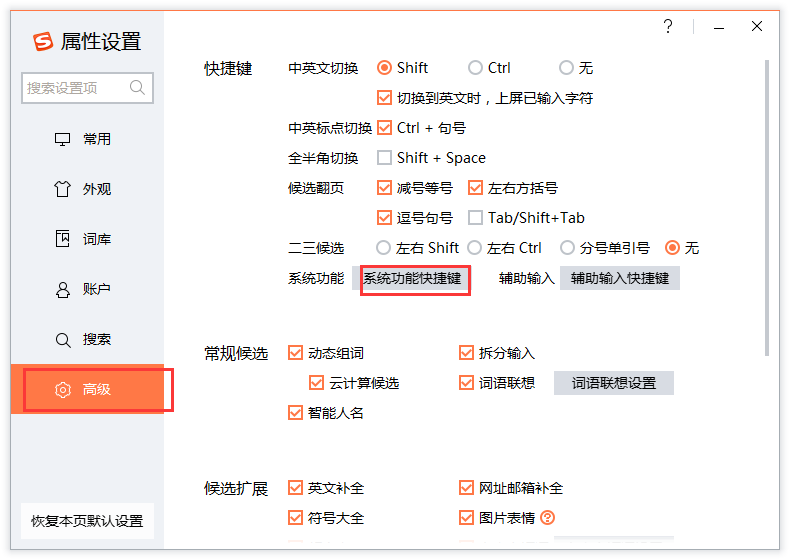 属性设置
搜索设置项
常用
外观
词库
账户
搜索
高级
恢复本页默认设置
?
快捷键 中英文切换 Shift Ctrl 无
切换到英文时，上屏已输入字符
中英标点切换 Ctrl + 句号
全半角切换 Shift + Space
候选翻页 减号等号 左右方括号
逗号句号 Tab/Shift+Tab
二三候选 左右 Shift 左右 Ctrl 分号单引号 无
系统功能 系统功能快捷键 辅助输入 辅助输入快捷键
常规候选 动态组词 拆分输入
云计算候选 词语联想 词语联想设置
智能人名
候选扩展 英文补全 网址邮箱补全
符号大全 图片表情 ?